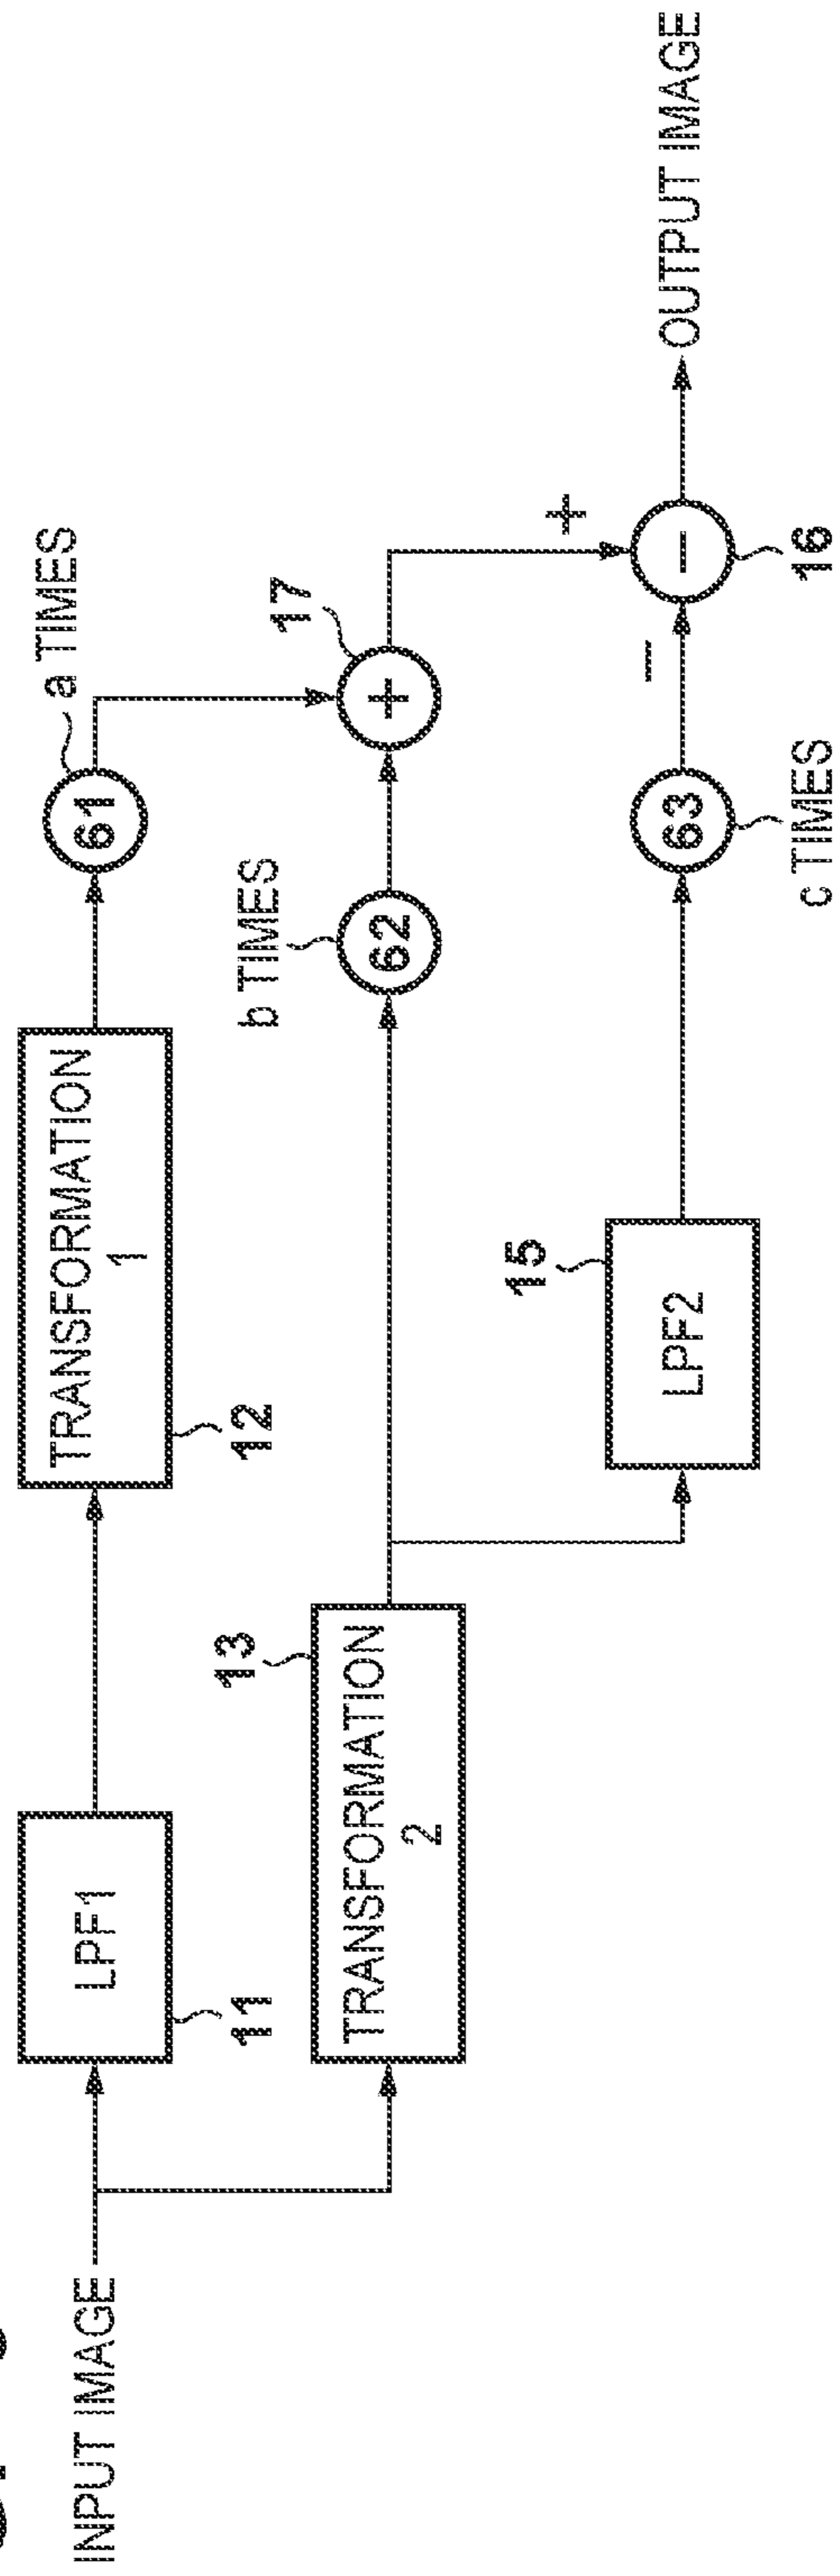 INPUT IMAGE
LPF1
11
TRANSFORMATION
1
12
61
a TIMES
13
TRANSFORMATION
2
b TIMES
62
17
+
15
LPF2
63
c TIMES
+
−
−
16
OUTPUT IMAGE